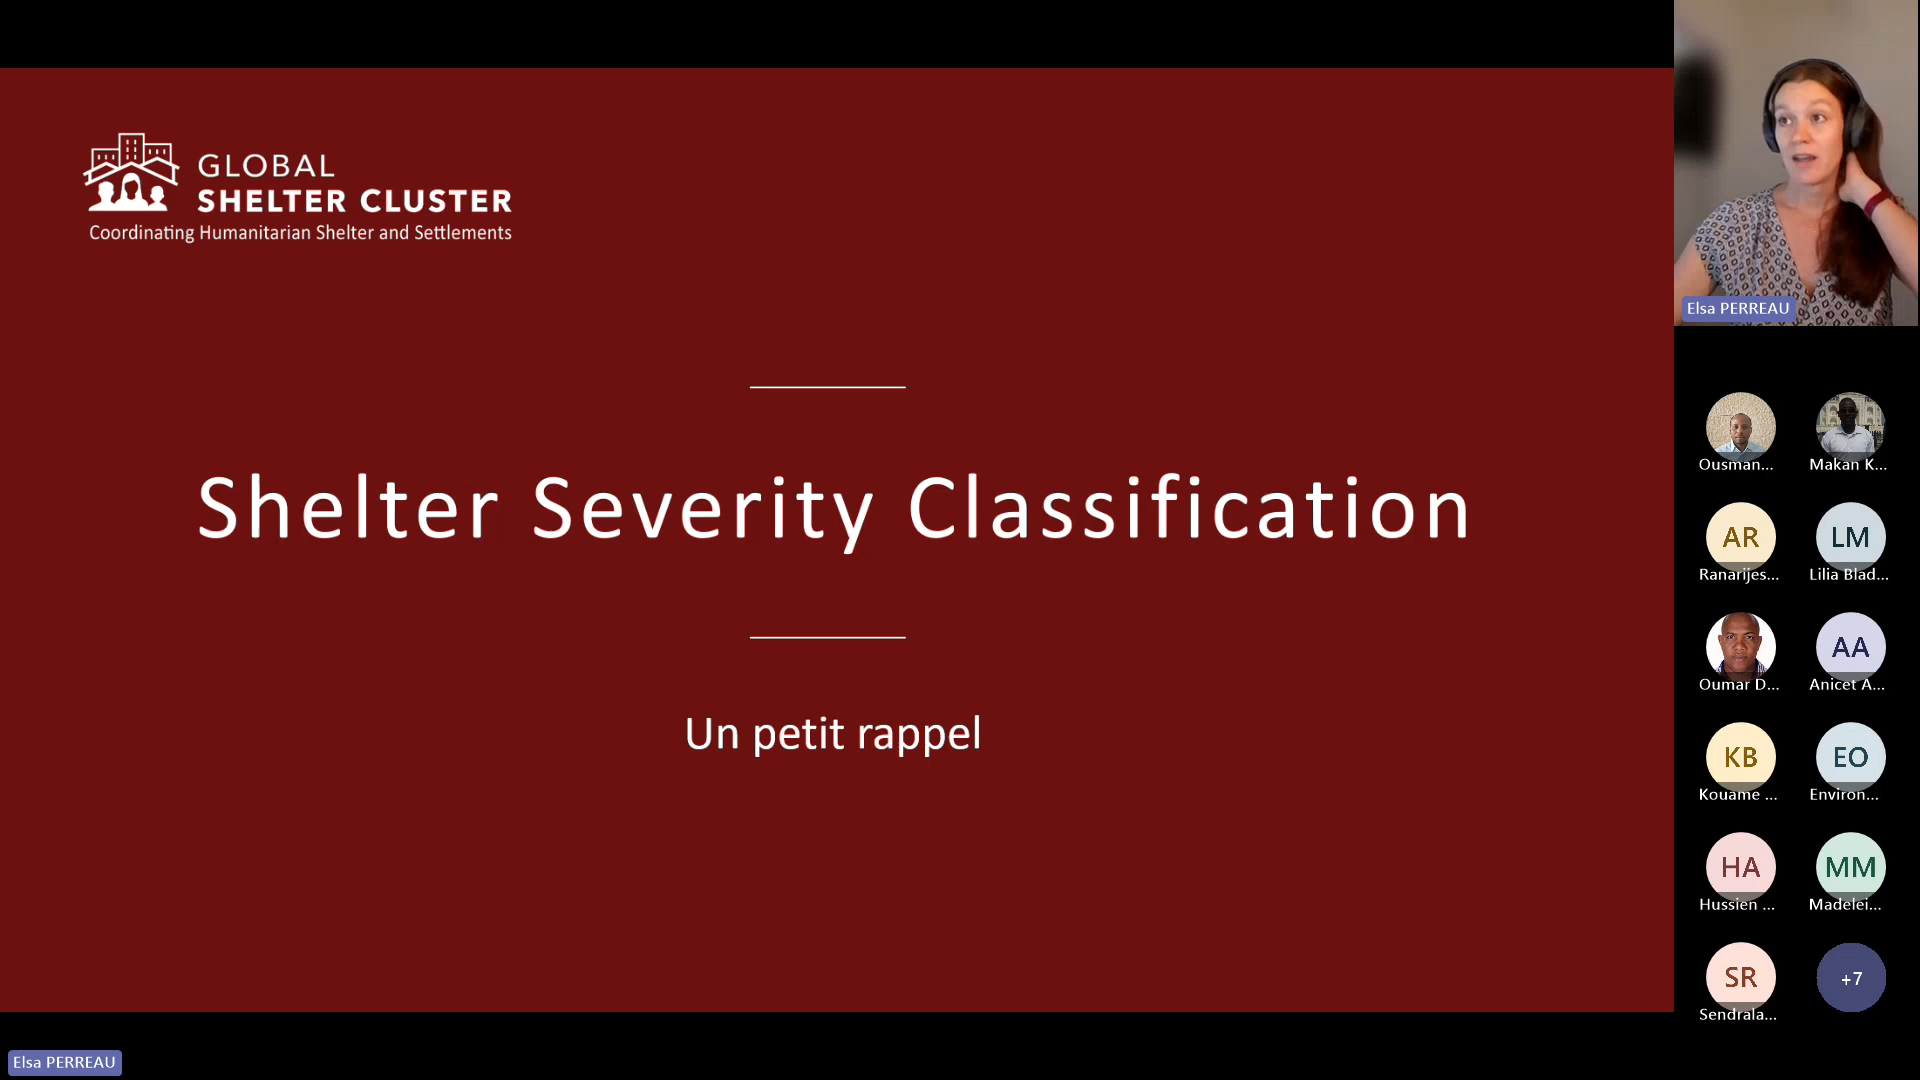 GLOBAL
SHELTER CLUSTER
Coordinating Humanitarian Shelter and Settlements
Shelter Severity Classification
Un petit rappel
Elsa PERREAU
Ousman...
Makan K...
AR
LM
Ranarijes...
Lilia Blad...
Oumar D...
AA
Anicet A...
KB
EO
Kouame ...
Environ...
HA
MM
Hussien ...
Madelei...
SR
+7
Sendrala...
Elsa PERREAU